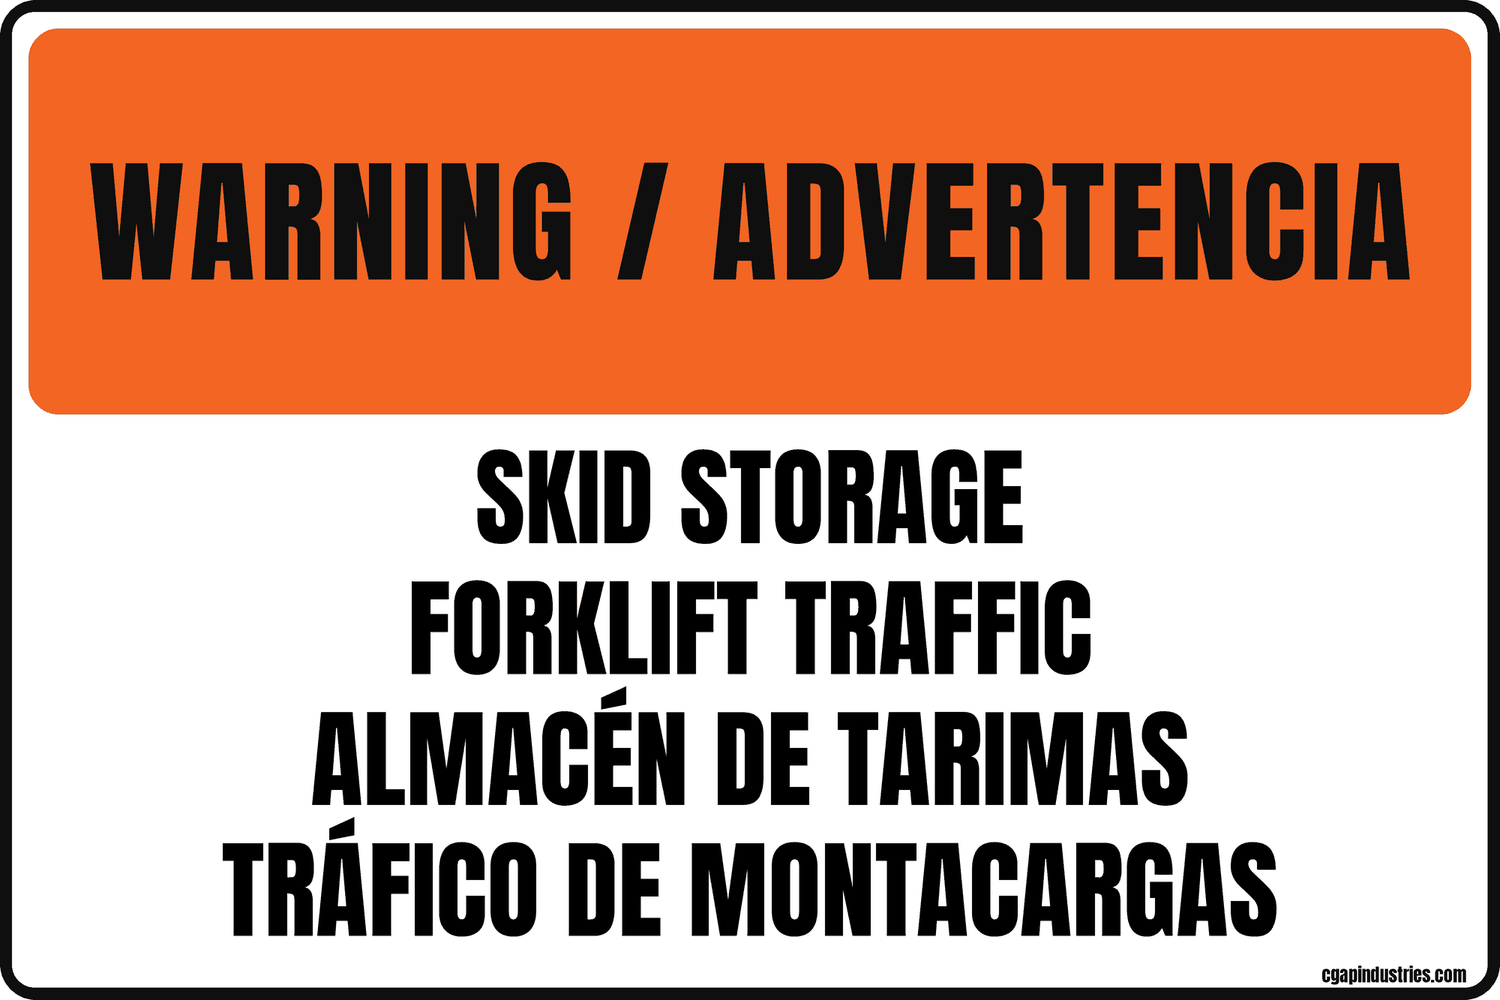 WARNING / ADVERTENCIA
SKID STORAGE
FORKLIFT TRAFFIC
ALMACÉN DE TARIMAS
TRÁFICO DE MONTACARGAS
cgapindustries.com